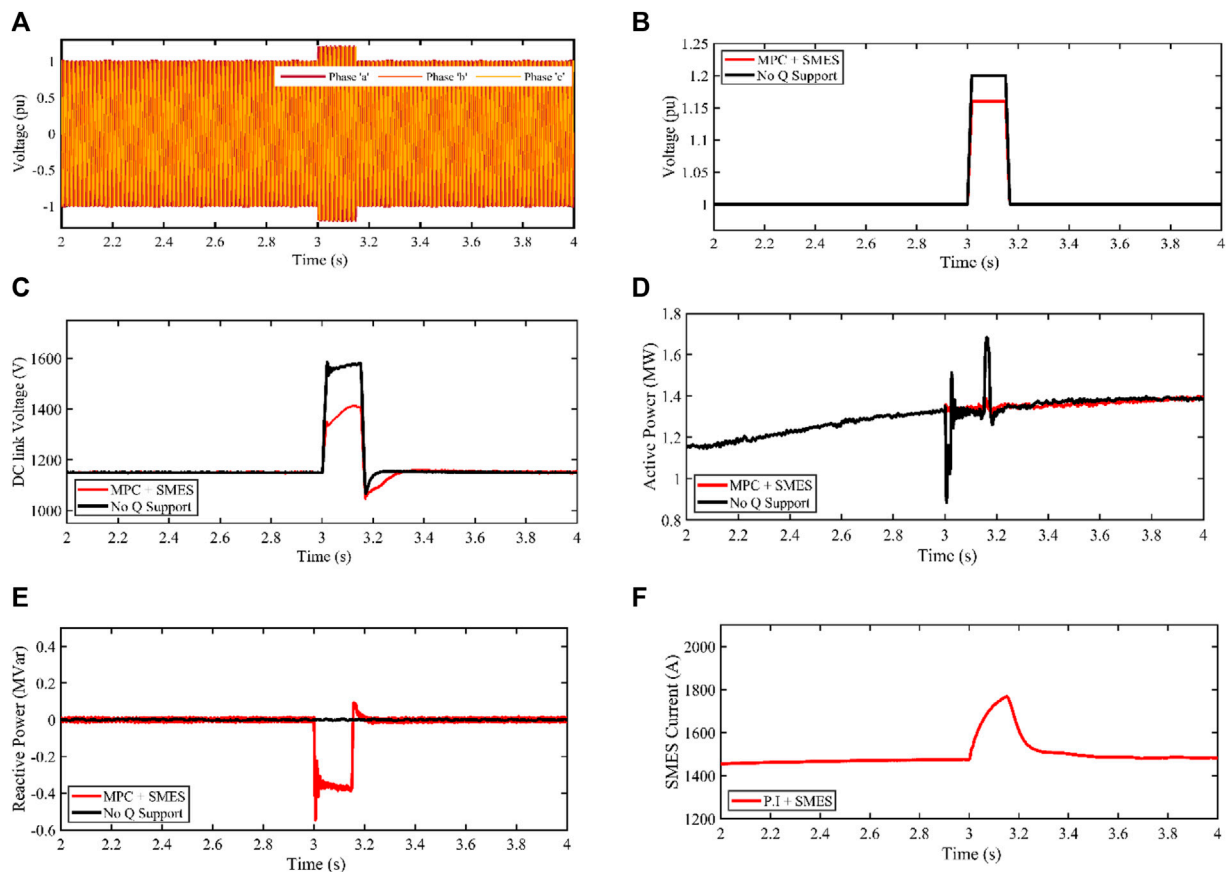 A
Voltage (pu)
1
0.5
0
-0.5
-1
Phase 'a' Phase 'b' Phase 'c'
2 2.2 2.4 2.6 2.8 3 3.2 3.4 3.6 3.8 4
Time (s)
B
Voltage (pu)
1.25
1.2
1.15
1.1
1.05
1
MPC + SMES
No Q Support
2 2.2 2.4 2.6 2.8 3 3.2 3.4 3.6 3.8 4
Time (s)
C
DC link Voltage (V)
1600
1400
1150
1000
MPC + SMES
No Q Support
2 2.2 2.4 2.6 2.8 3 3.2 3.4 3.6 3.8 4
Time (s)
D
Active Power (MW)
1.8
1.6
1.4
1.2
1
0.8
MPC + SMES
No Q Support
2 2.2 2.4 2.6 2.8 3 3.2 3.4 3.6 3.8 4
Time (s)
E
Reactive Power (MVar)
0.4
0.2
0
-0.2
-0.4
-0.6
MPC + SMES
No Q Support
2 2.2 2.4 2.6 2.8 3 3.2 3.4 3.6 3.8 4
Time (s)
F
SMES Current (A)
2000
1800
1600
1400
1200
P.I + SMES
2 2.2 2.4 2.6 2.8 3 3.2 3.4 3.6 3.8 4
Time (s)